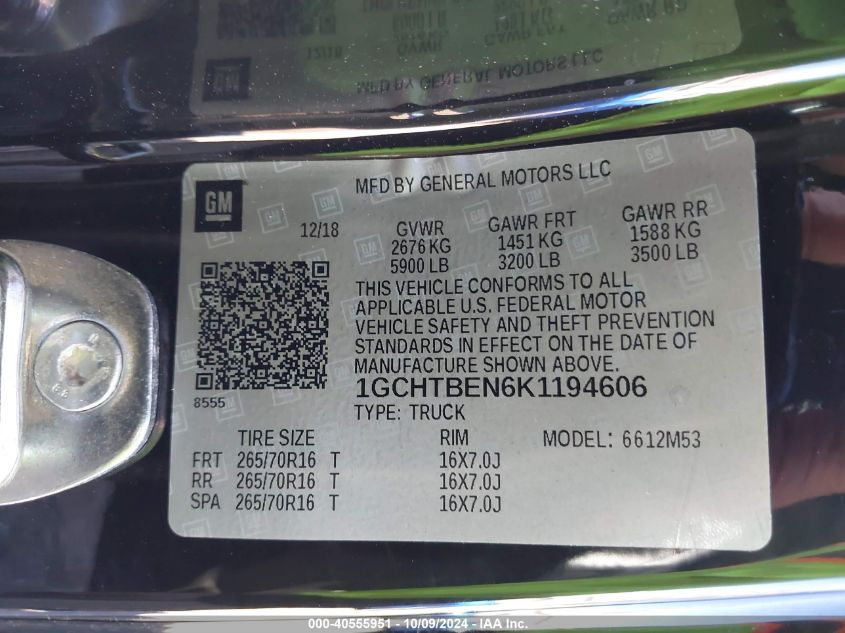 GM
MFD BY GENERAL MOTORS LLC
12/18
GVWR GAWR FRT GAWR RR
2676 KG 1451 KG 1588 KG
5900 LB 3200 LB 3500 LB
THIS VEHICLE CONFORMS TO ALL
APPLICABLE U.S. FEDERAL MOTOR
VEHICLE SAFETY AND THEFT PREVENTION
STANDARDS IN EFFECT ON THE DATE OF
MANUFACTURE SHOWN ABOVE.
8555
1GCHTBEN6K1194606
TYPE: TRUCK
TIRE SIZE RIM MODEL: 6612M53
FRT 265/70R16 T 16X7.0J
RR 265/70R16 T 16X7.0J
SPA 265/70R16 T 16X7.0J
000-40555951 - 10/09/2024 - IAA Inc.